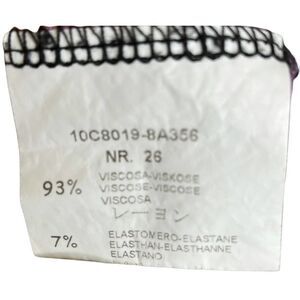 10C8019-8A356
NR. 26
93% VISCOSA-VISKOSE
VISCOSE-VISCOSE
VISCOSA
レーヨン
7% ELASTOMERO-ELASTANE
ELASTHAN-ELASTHANNE
ELASTANO